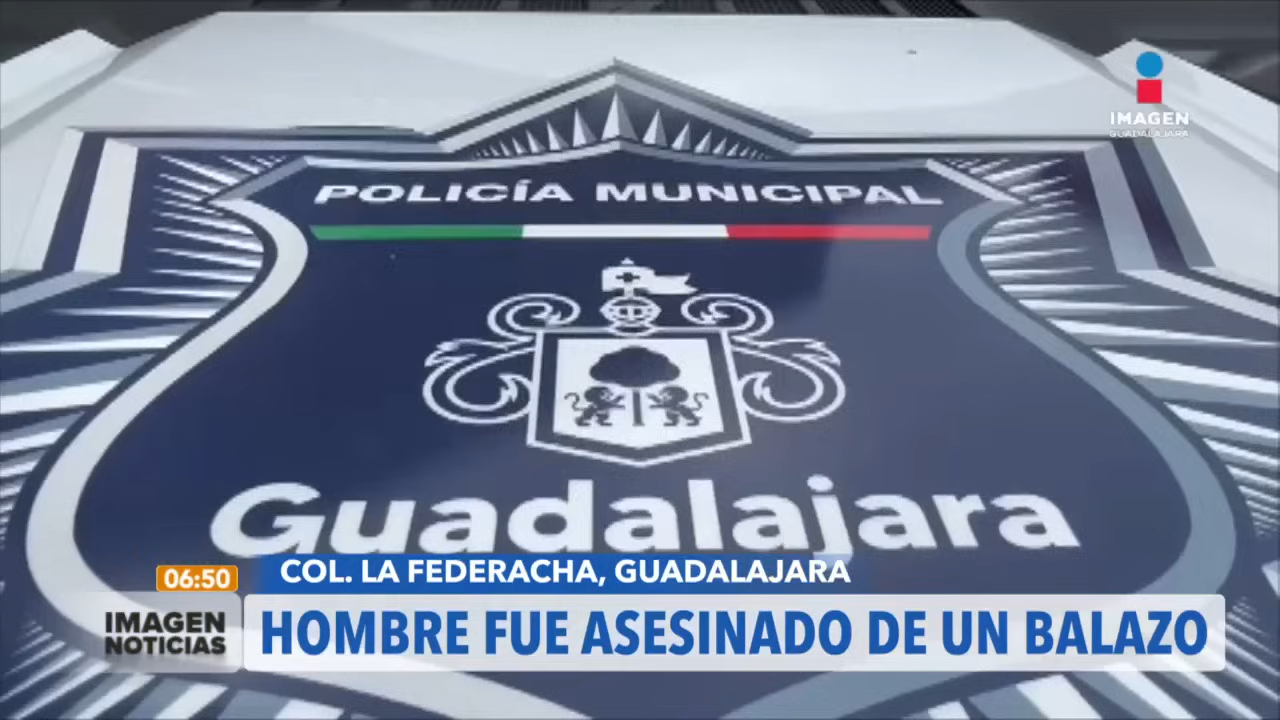 IMAGEN
GUADALAJARA
POLICÍA MUNICIPAL
Guadalajara
06:50
COL. LA FEDERACHA, GUADALAJARA
IMAGEN
NOTICIAS
HOMBRE FUE ASESINADO DE UN BALAZO